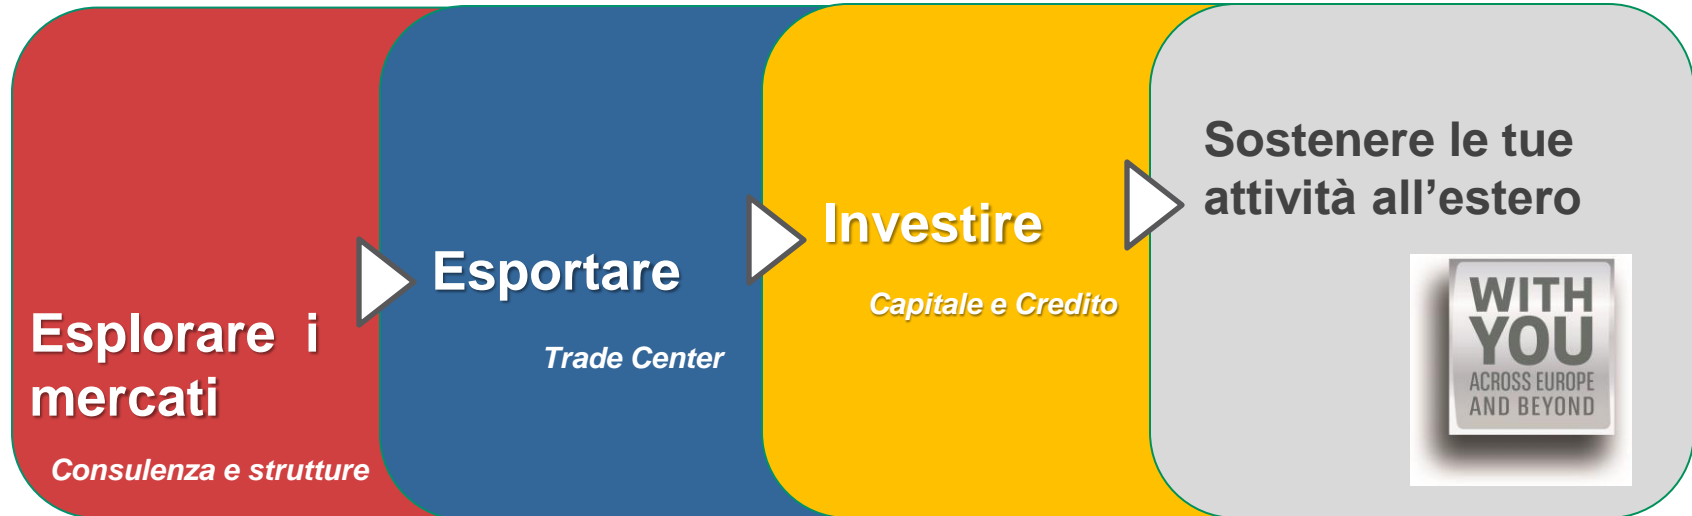 Esplorare i
mercati
Consulenza e strutture
Esportare
Trade Center
Investire
Capitale e Credito
Sostenere le tue
attività all’estero
WITH
YOU
ACROSS EUROPE
AND BEYOND